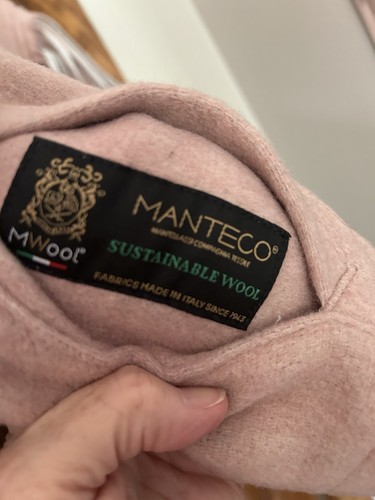 MANTECO®
SUSTAINABLE WOOL
MWool®
FABRICS MADE IN ITALY SINCE 1943